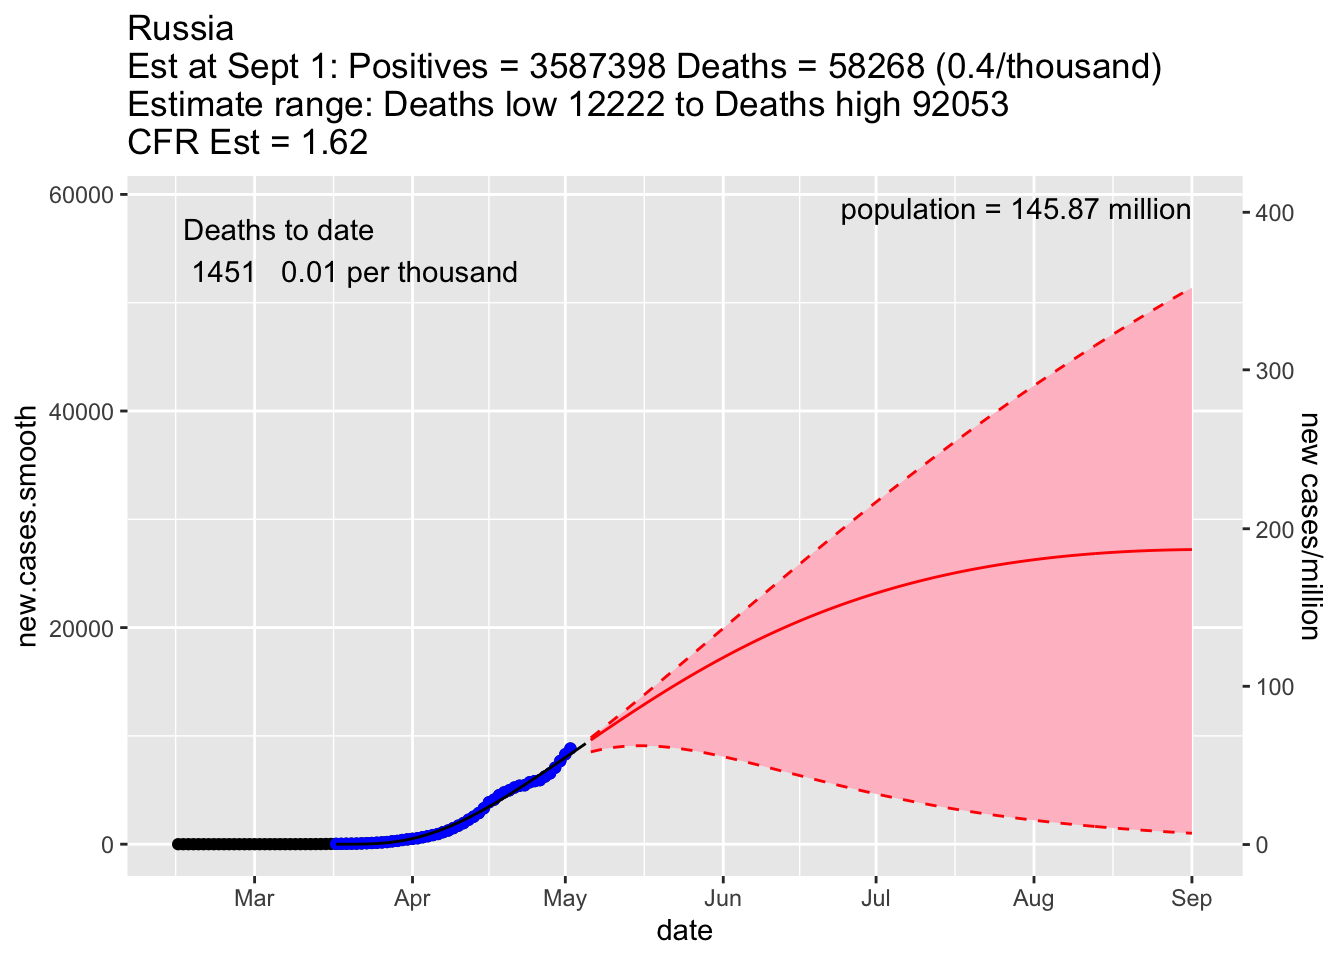 Russia
Est at Sept 1: Positives = 3587398 Deaths = 58268 (0.4/thousand)
Estimate range: Deaths low 12222 to Deaths high 92053
CFR Est = 1.62
population = 145.87 million
Deaths to date
1451 0.01 per thousand
60000
40000
20000
0
new.cases.smooth
400
300
200
100
0
new cases/million
Mar Apr May Jun Jul Aug Sep
date